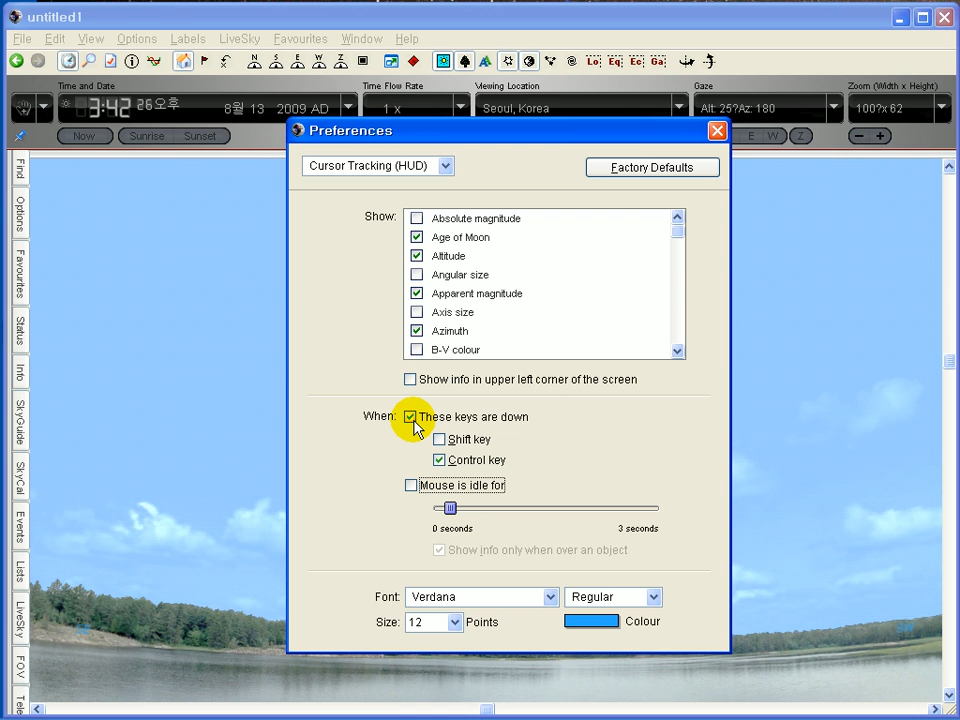 untitled1
File Edit View Options Labels LiveSky Favourites Window Help
N S E W Z Lo Eq Ec Ga
Time and Date Time Flow Rate Viewing Location Gaze Zoom (Width x Height)
3:42 26오후 8월 13 2009 AD 1 x Seoul, Korea Alt: 25?Az: 180 100?x 62
Now Sunrise Sunset E W Z
Preferences
Cursor Tracking (HUD) Factory Defaults
Show:
Absolute magnitude
Age of Moon
Altitude
Angular size
Apparent magnitude
Axis size
Azimuth
B-V colour
Show info in upper left corner of the screen
When: These keys are down
Shift key
Control key
Mouse is idle for
0 seconds 3 seconds
Show info only when over an object
Font: Verdana Regular
Size: 12 Points Colour
Find
Options
Favourites
Status
Info
SkyGuide
SkyCal
Events
Lists
LiveSky
FOV
Tele